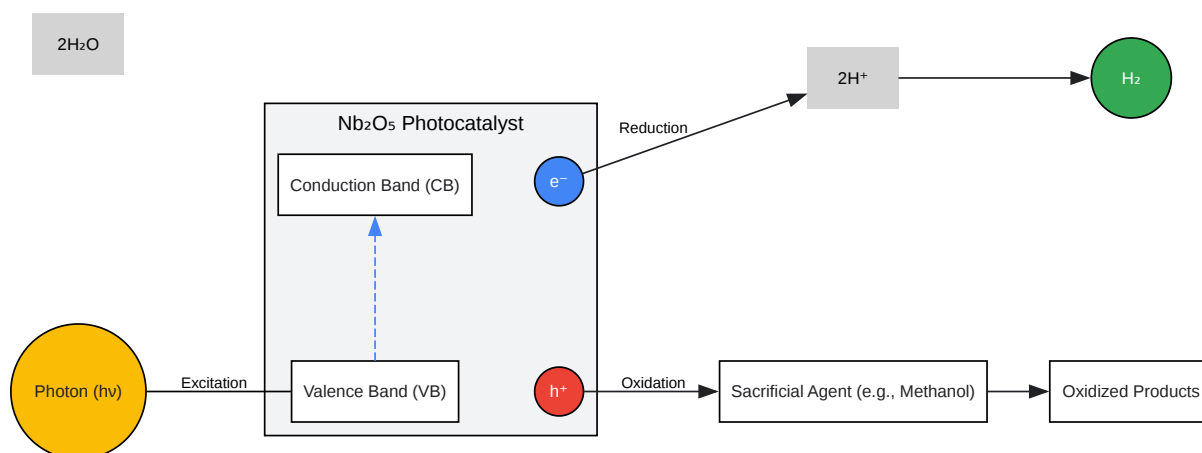 2H₂O
2H⁺
H₂
Nb₂O₅ Photocatalyst
Reduction
Conduction Band (CB)
e⁻
Photon (hν)
Excitation
Valence Band (VB)
h⁺
Oxidation
Sacrificial Agent (e.g., Methanol)
Oxidized Products